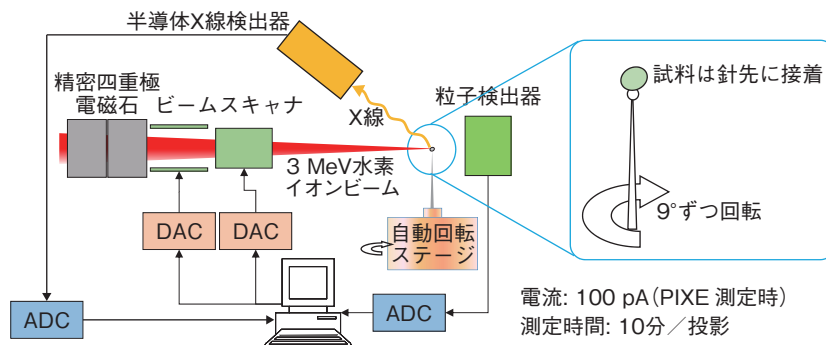 半導体X線検出器
精密四重極
電磁石
ビームスキャナ
X線
粒子検出器
試料は針先に接着
3 MeV水素
イオンビーム
9°ずつ回転
DAC
DAC
自動回転
ステージ
ADC
ADC
電流: 100 pA(PIXE 測定時)
測定時間: 10分／投影